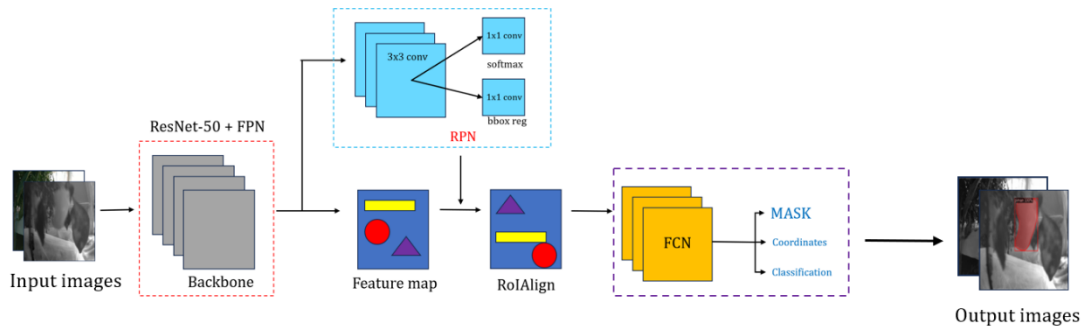 Input images
ResNet-50 + FPN
Backbone
3x3 conv
1x1 conv
softmax
1x1 conv
bbox reg
RPN
Feature map
RoIAlign
FCN
MASK
Coordinates
Classification
Output images